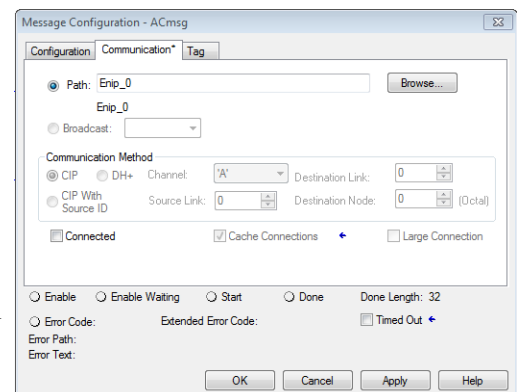 Message Configuration - ACmsg
Configuration Communication* Tag
Path: Enip_0 Browse...
Enip_0
Broadcast:
Communication Method
CIP DH+ Channel: 'A' Destination Link: 0
CIP With Source ID Source Link: 0 Destination Node: 0 (Octal)
Connected Cache Connections Large Connection
Enable Enable Waiting Start Done Done Length: 32
Error Code: Extended Error Code: Timed Out
Error Path:
Error Text:
OK Cancel Apply Help